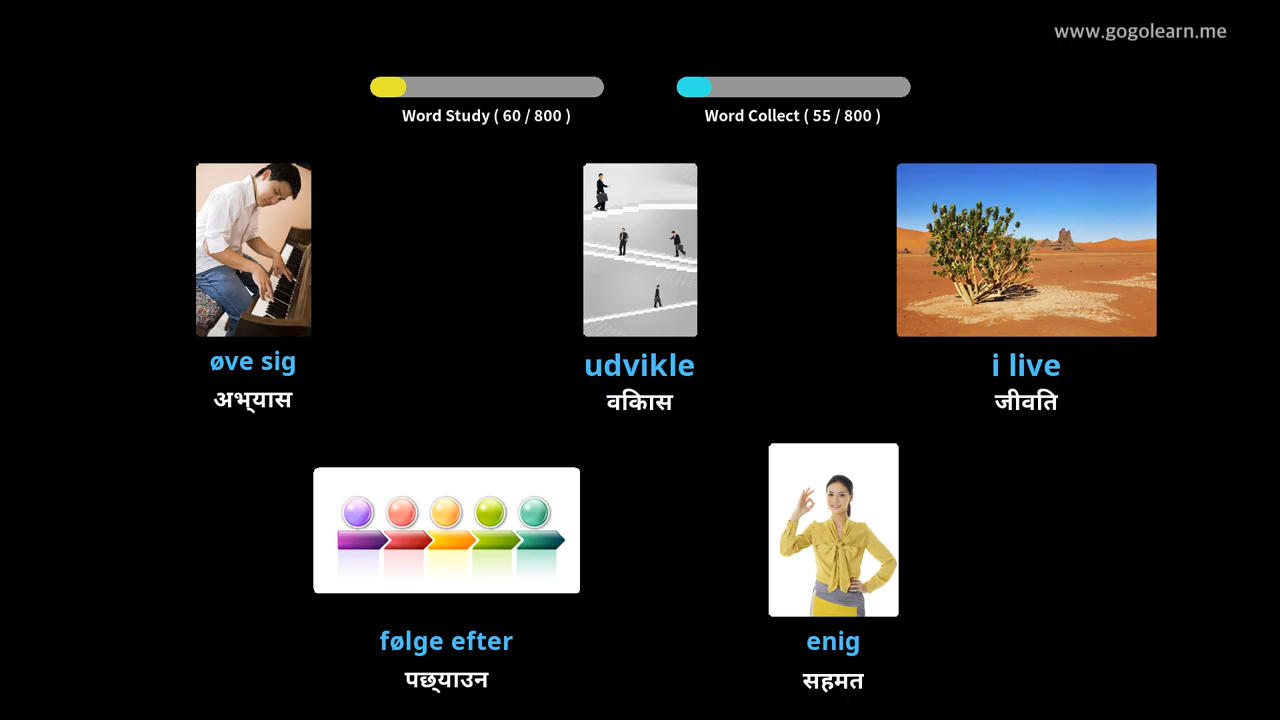 www.gogolearn.me
Word Study ( 60 / 800 )
Word Collect ( 55 / 800 )
øve sig
अभ्यास
udvikle
विकास
i live
जीवित
følge efter
पछ्याउन
enig
सहमत